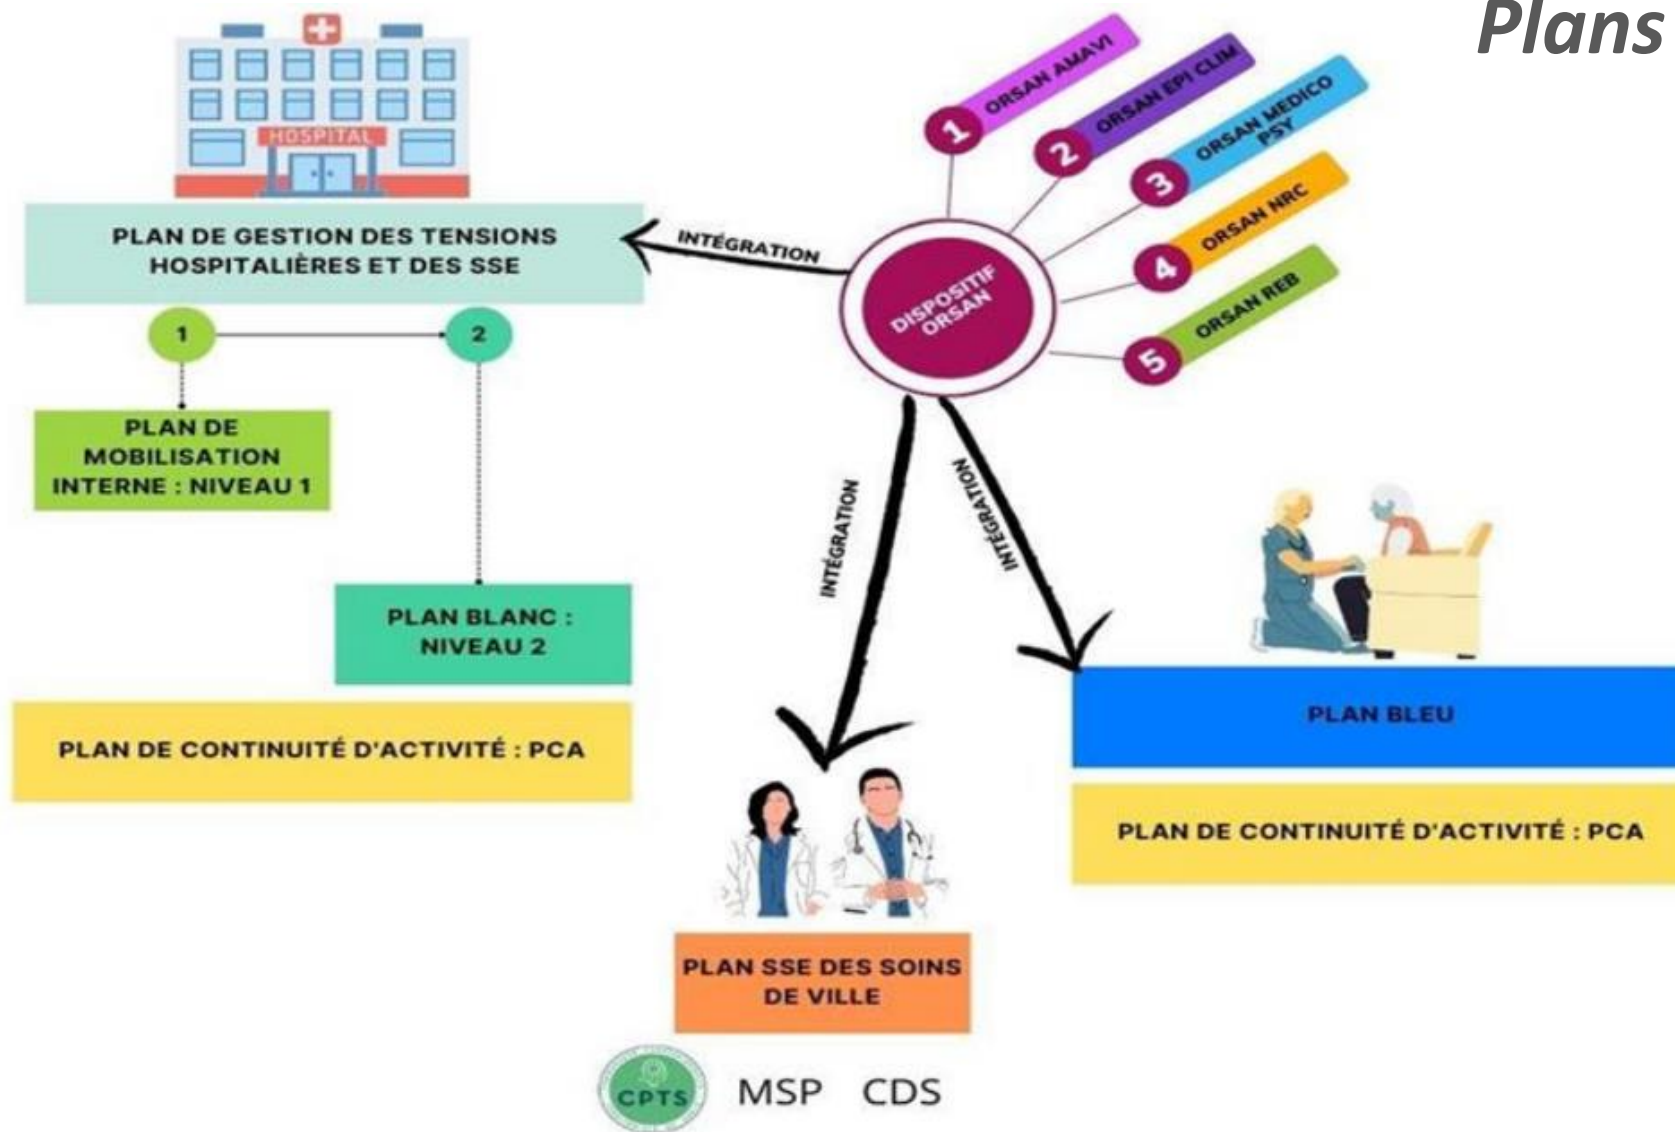 Plans
HOSPITAL
PLAN DE GESTION DES TENSIONS
HOSPITALIÈRES ET DES SSE
1
2
PLAN DE
MOBILISATION
INTERNE : NIVEAU 1
PLAN BLANC :
NIVEAU 2
PLAN DE CONTINUITÉ D'ACTIVITÉ : PCA
INTÉGRATION
DISPOSITIF
ORSAN
1
ORSAN AMAVI
2
ORSAN EPI CLIM
3
ORSAN MEDICO
PSY
4
ORSAN NRC
5
ORSAN REB
INTÉGRATION
INTÉGRATION
PLAN BLEU
PLAN DE CONTINUITÉ D'ACTIVITÉ : PCA
PLAN SSE DES SOINS
DE VILLE
CPTS
MSP CDS